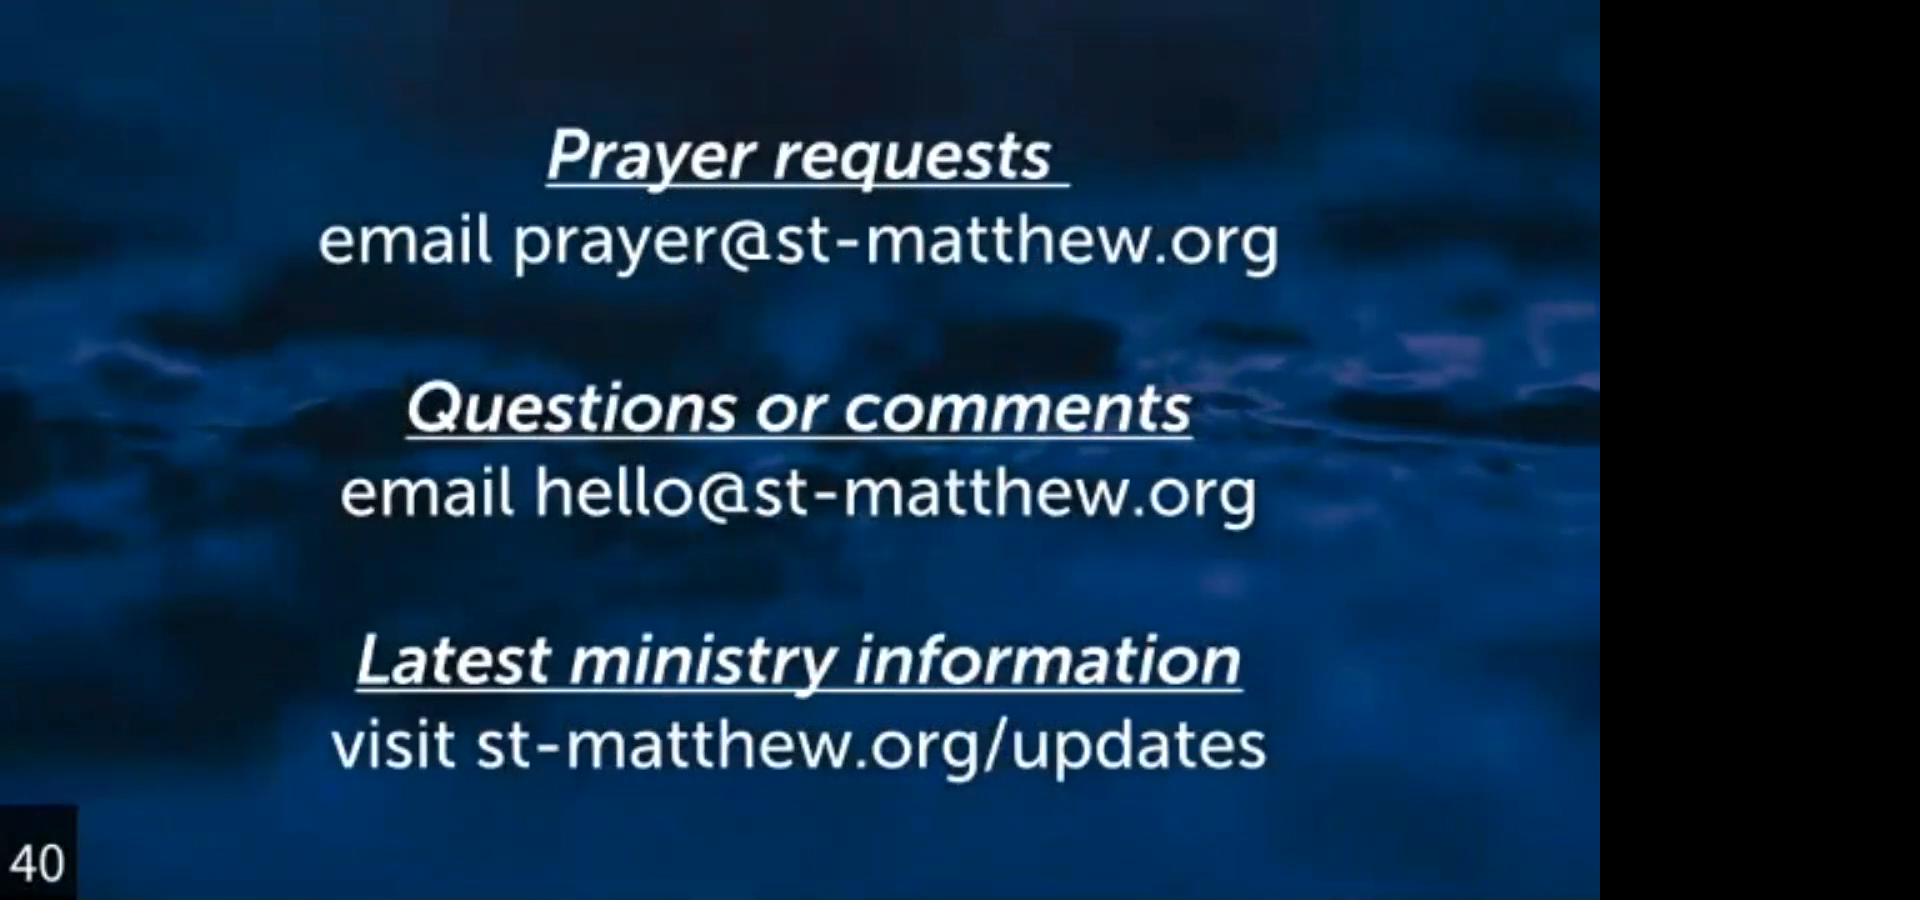 Prayer requests
email prayer@st-matthew.org
Questions or comments
email hello@st-matthew.org
Latest ministry information
visit st-matthew.org/updates
40